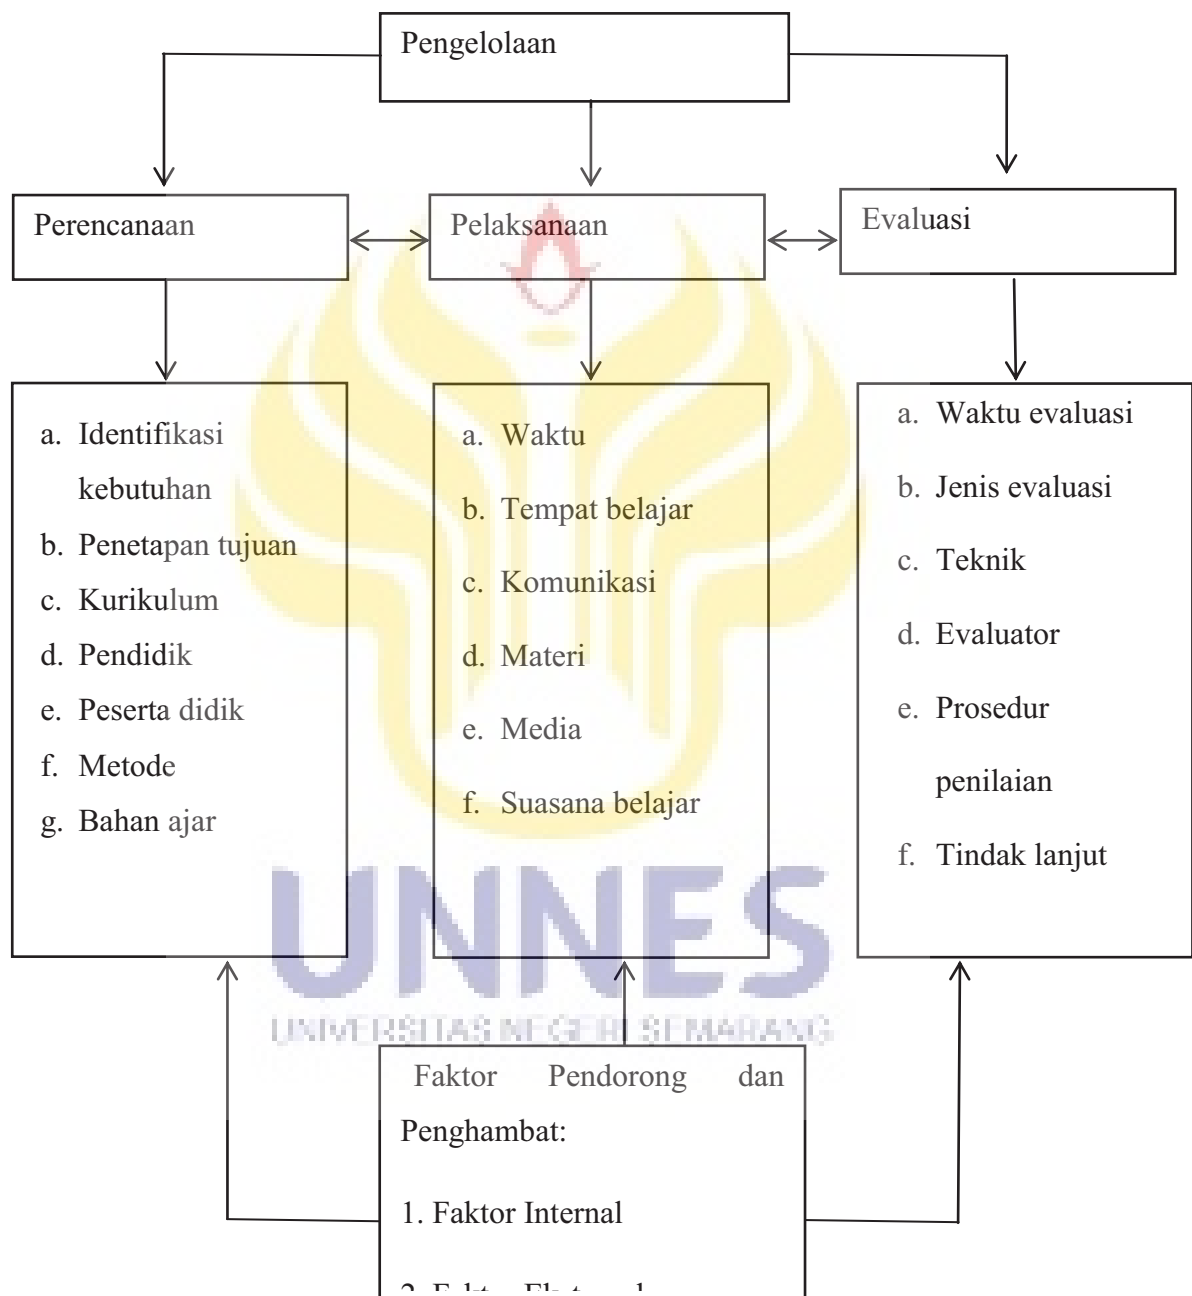 Pengelolaan
Perencanaan
Pelaksanaan
Evaluasi
a. Identifikasi
kebutuhan
b. Penetapan tujuan
c. Kurikulum
d. Pendidik
e. Peserta didik
f. Metode
g. Bahan ajar
a. Waktu
b. Tempat belajar
c. Komunikasi
d. Materi
e. Media
f. Suasana belajar
a. Waktu evaluasi
b. Jenis evaluasi
c. Teknik
d. Evaluator
e. Prosedur
penilaian
f. Tindak lanjut
UNNES
UNIVERSITAS NEGERI SEMARANG
Faktor Pendorong dan
Penghambat:
1. Faktor Internal